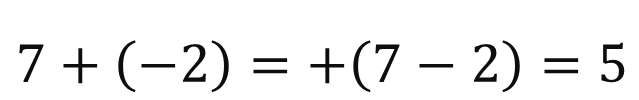 7 + (−2) = +(7 − 2) = 5